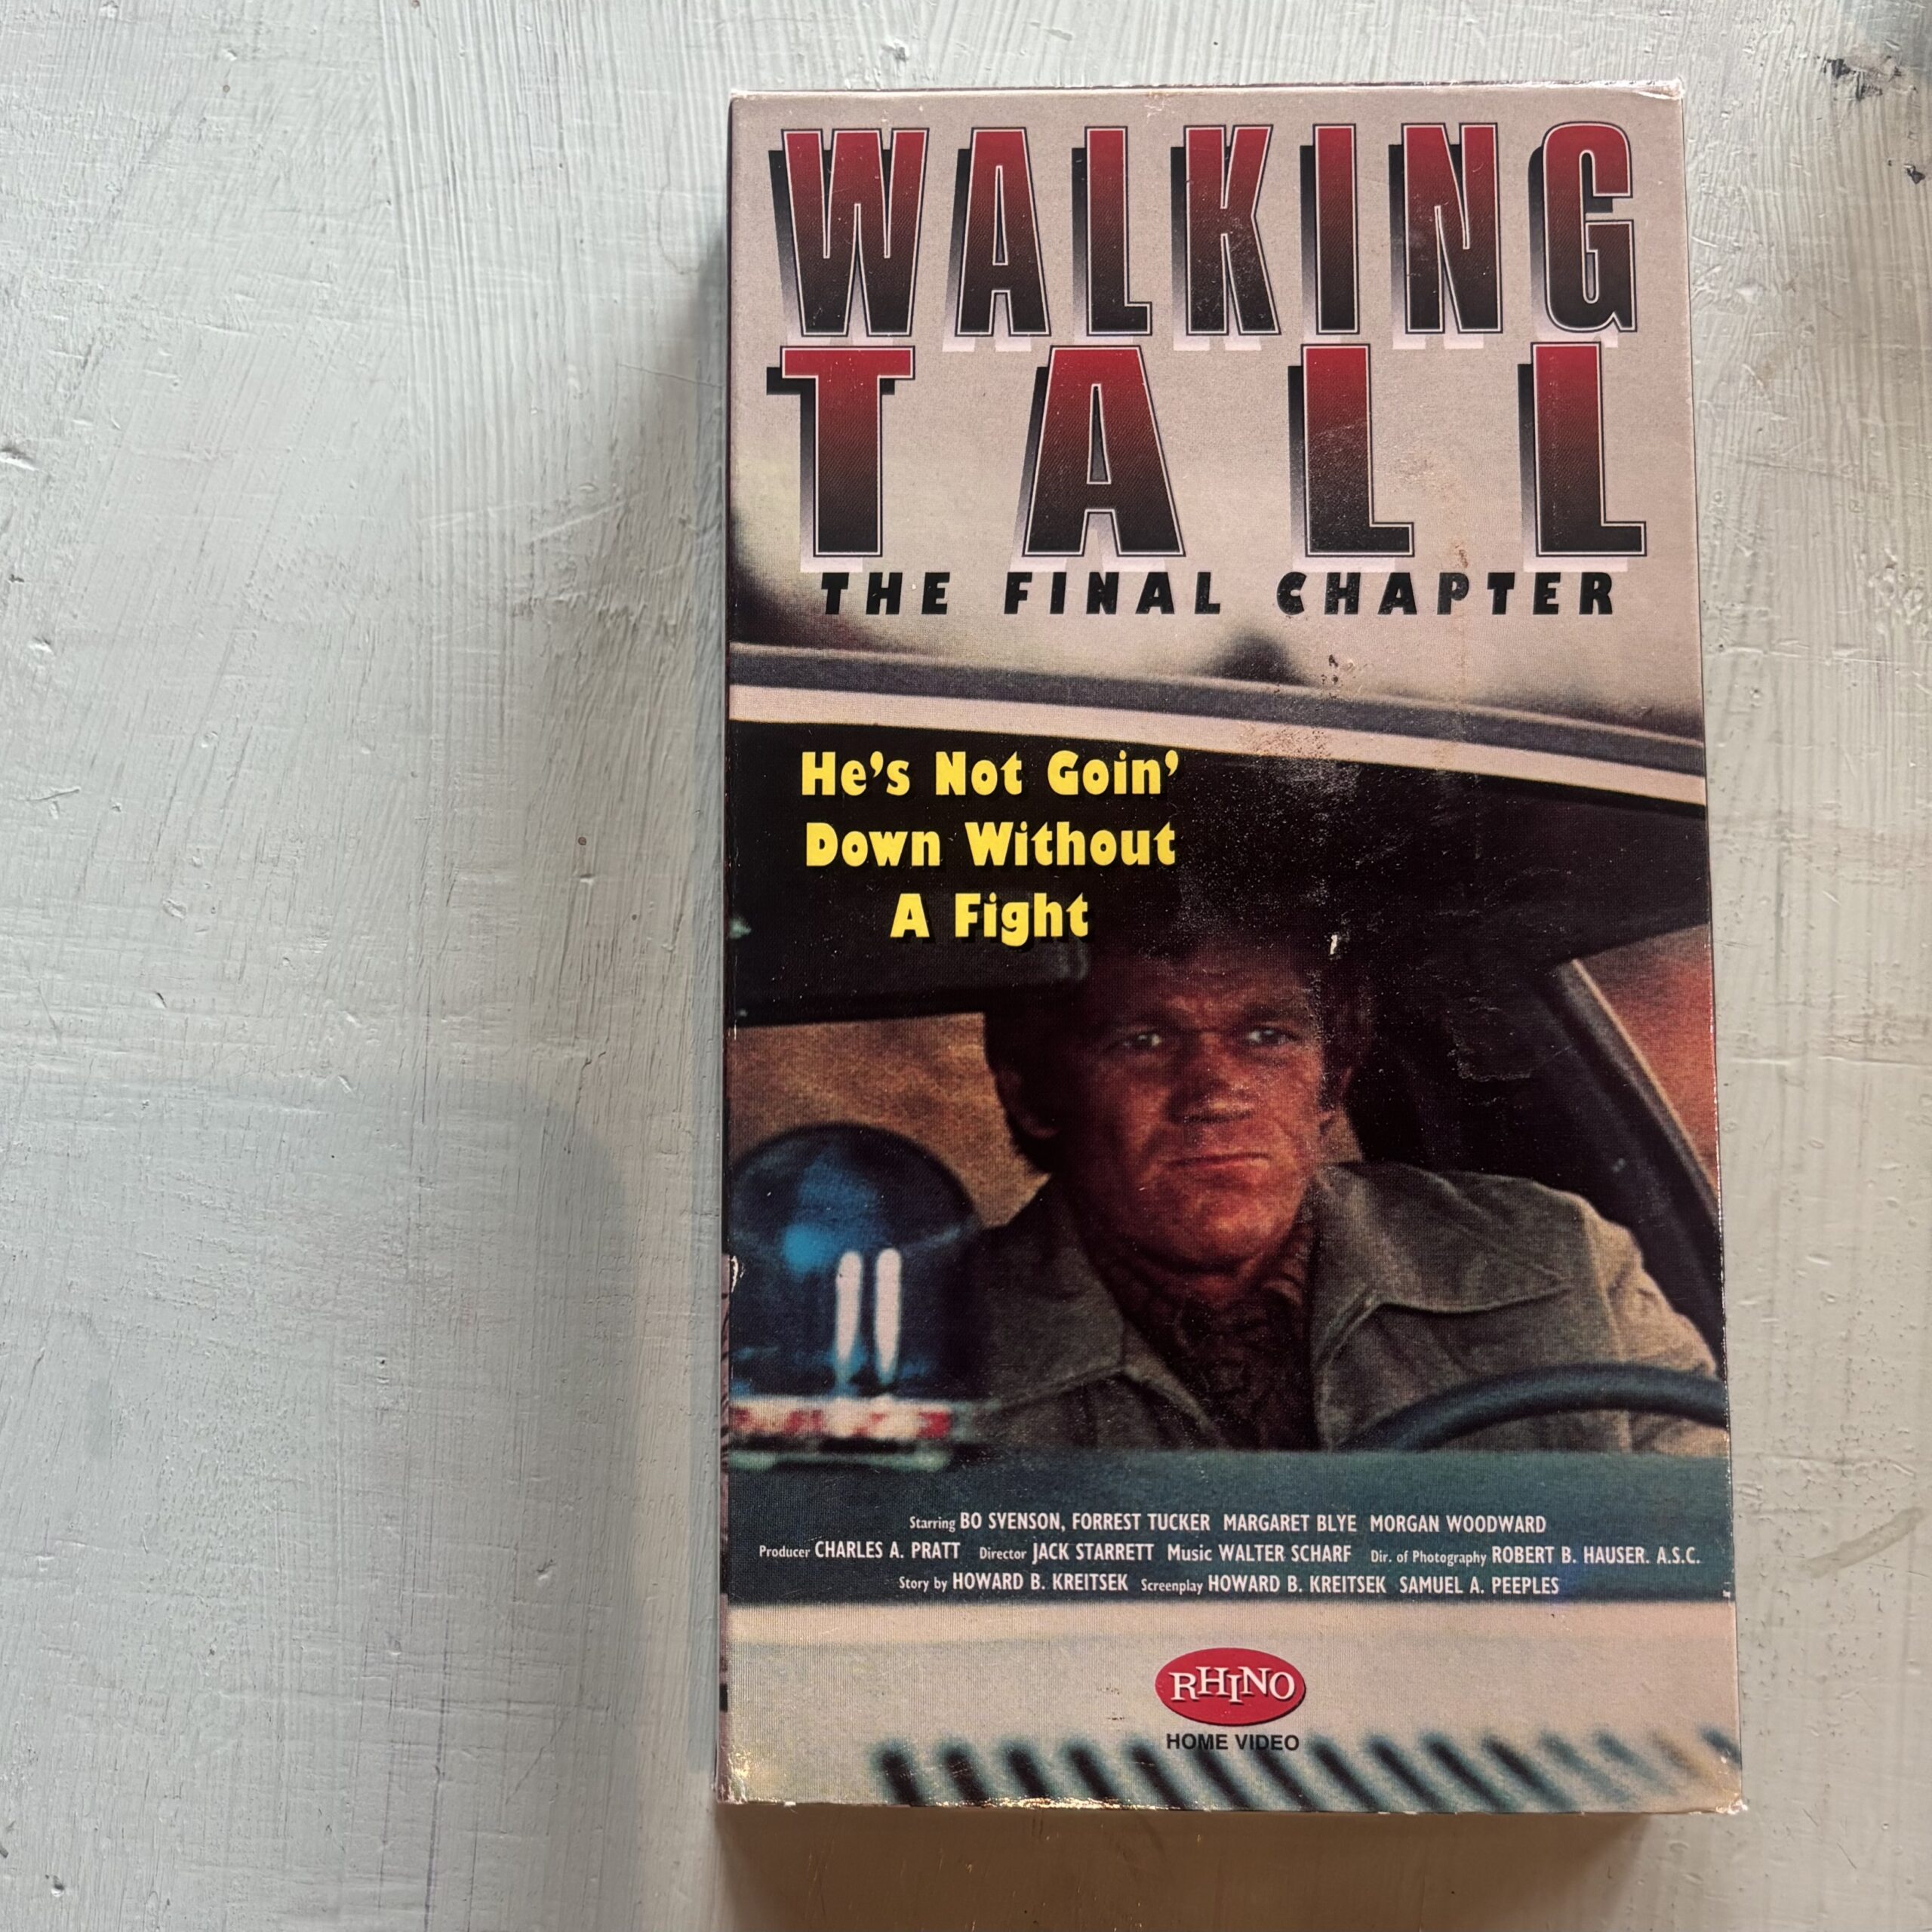 WALKING
TALL
THE FINAL CHAPTER
He's Not Goin'
Down Without
A Fight
Starring BO SVENSON, FORREST TUCKER MARGARET BLYE MORGAN WOODWARD
Producer CHARLES A. PRATT Director JACK STARRETT Music WALTER SCHARF Dir. of Photography ROBERT B. HAUSER. A.S.C.
Story by HOWARD B. KREITSEK Screenplay HOWARD B. KREITSEK SAMUEL A. PEEPLES
RHINO
HOME VIDEO